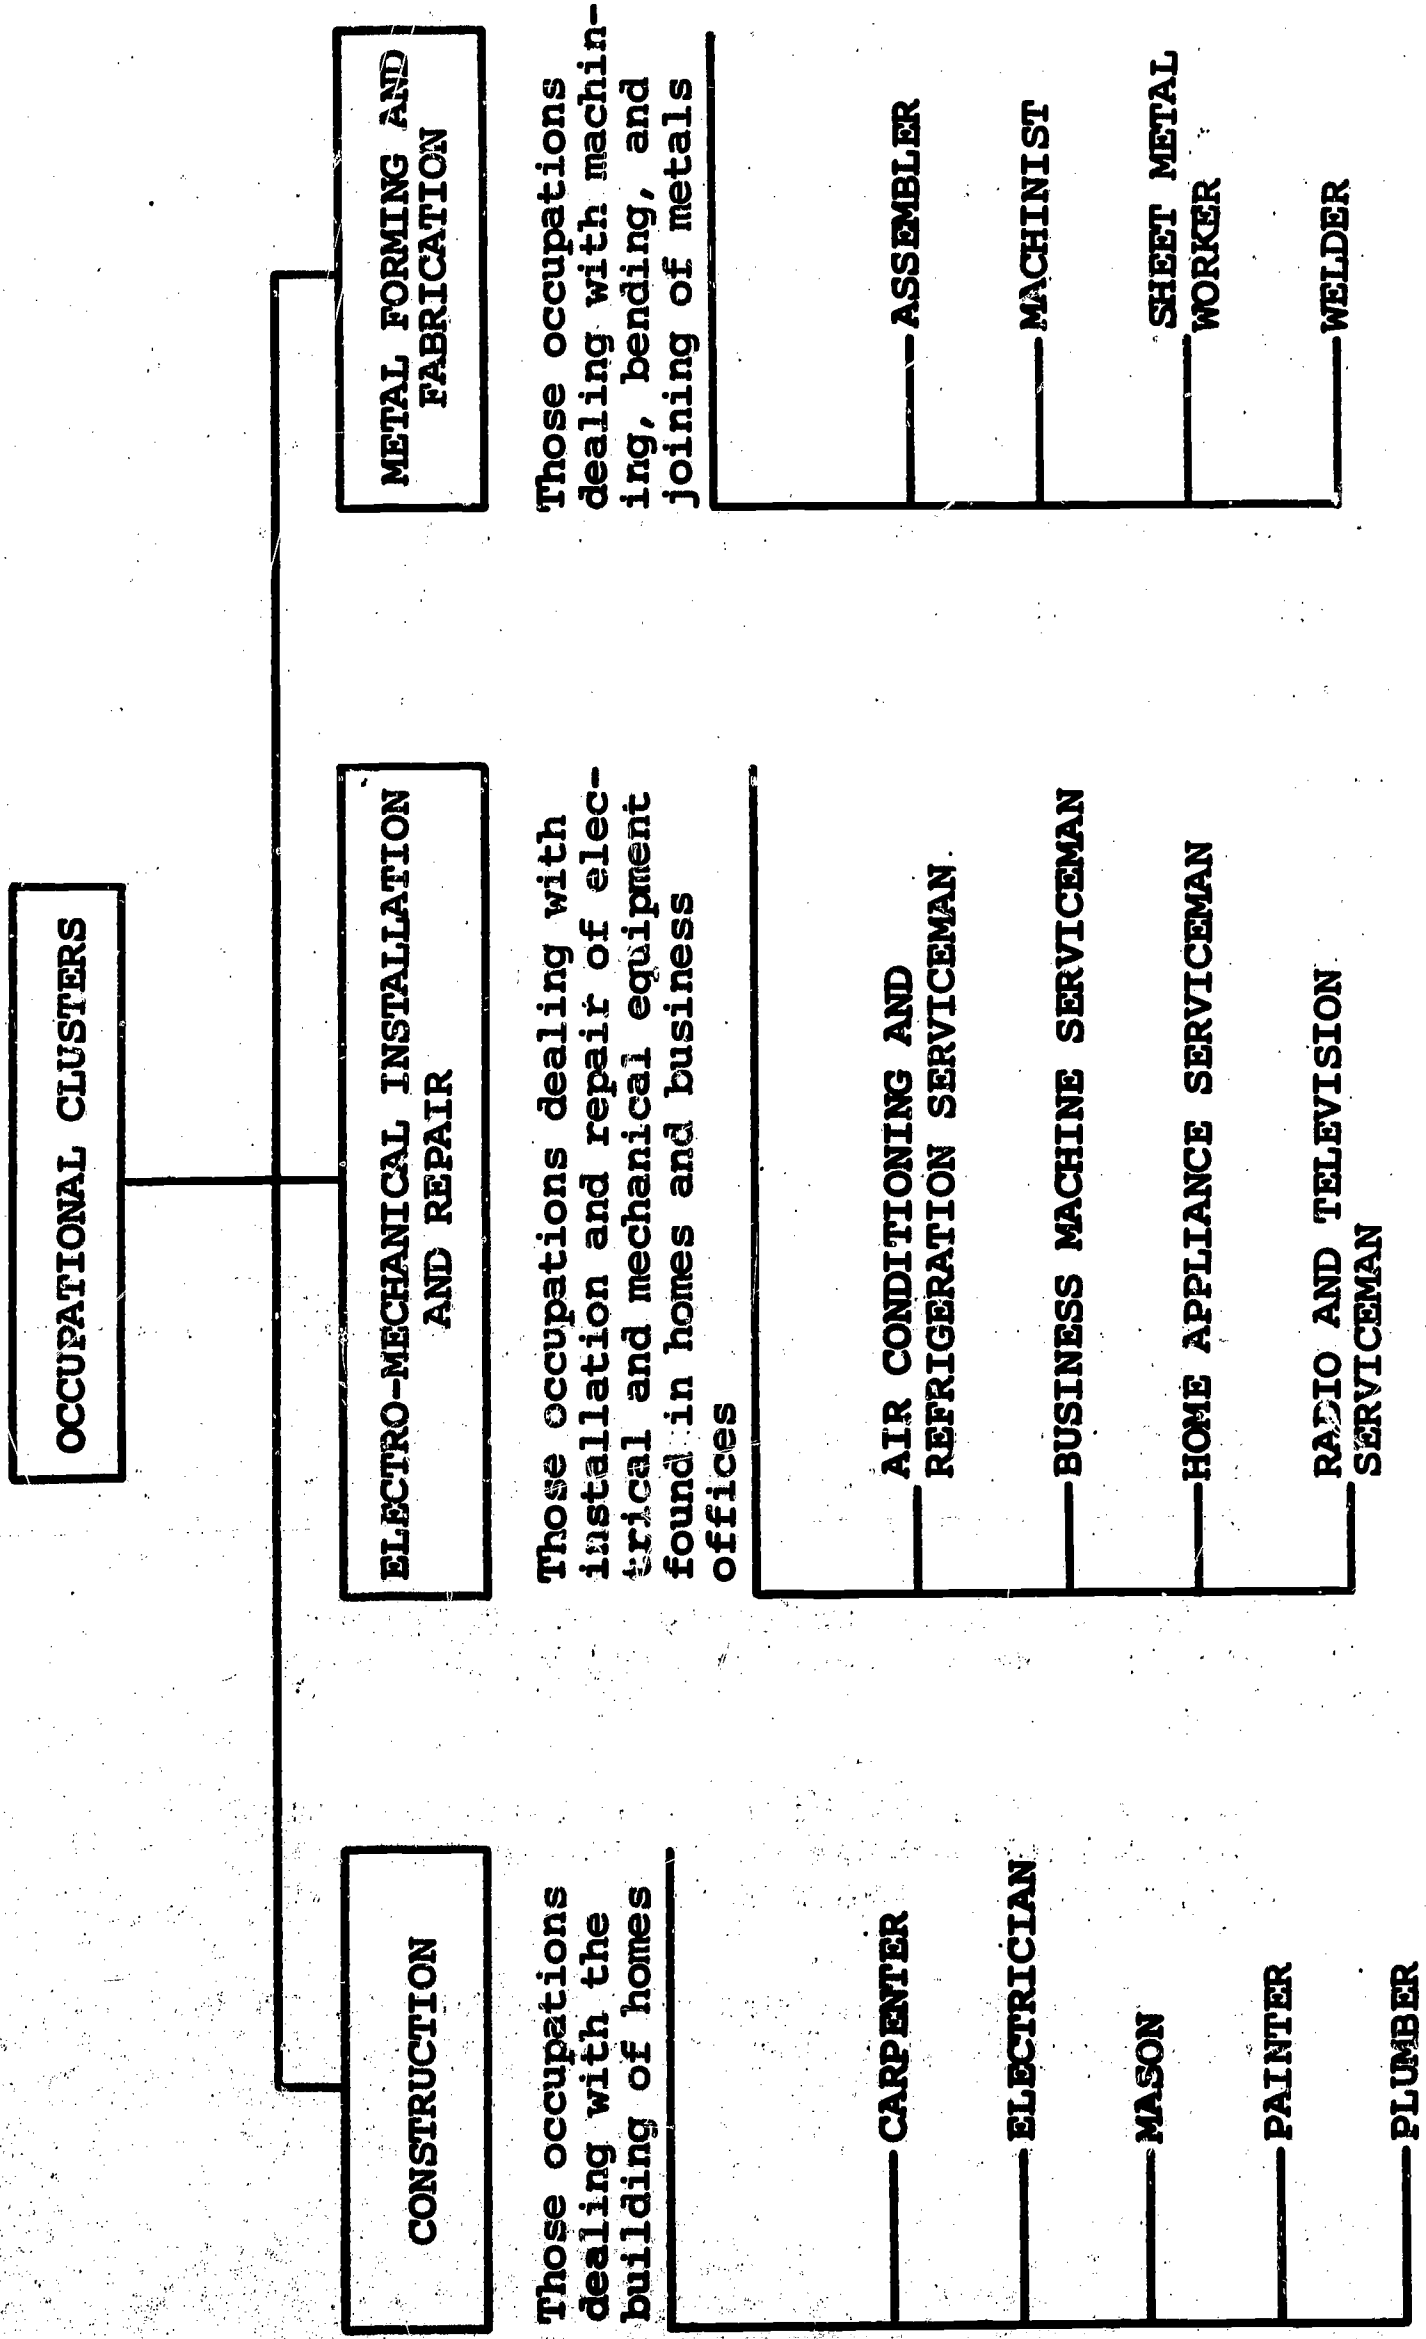 OCCUPATIONAL CLUSTERS
CONSTRUCTION
Those occupations
dealing with the
building of homes
CARPENTER
ELECTRICIAN
MASON
PAINTER
PLUMBER
ELECTRO-MECHANICAL INSTALLATION
AND REPAIR
Those occupations dealing with
installation and repair of elec-
trical and mechanical equipment
found in homes and business
offices
AIR CONDITIONING AND
REFRIGERATION SERVICEMAN
BUSINESS MACHINE SERVICEMAN
HOME APPLIANCE SERVICEMAN
RADIO AND TELEVISION
SERVICEMAN
METAL FORMING AND
FABRICATION
Those occupations
dealing with machin-
ing, bending, and
joining of metals
ASSEMBLER
MACHINIST
SHEET METAL
WORKER
WELDER